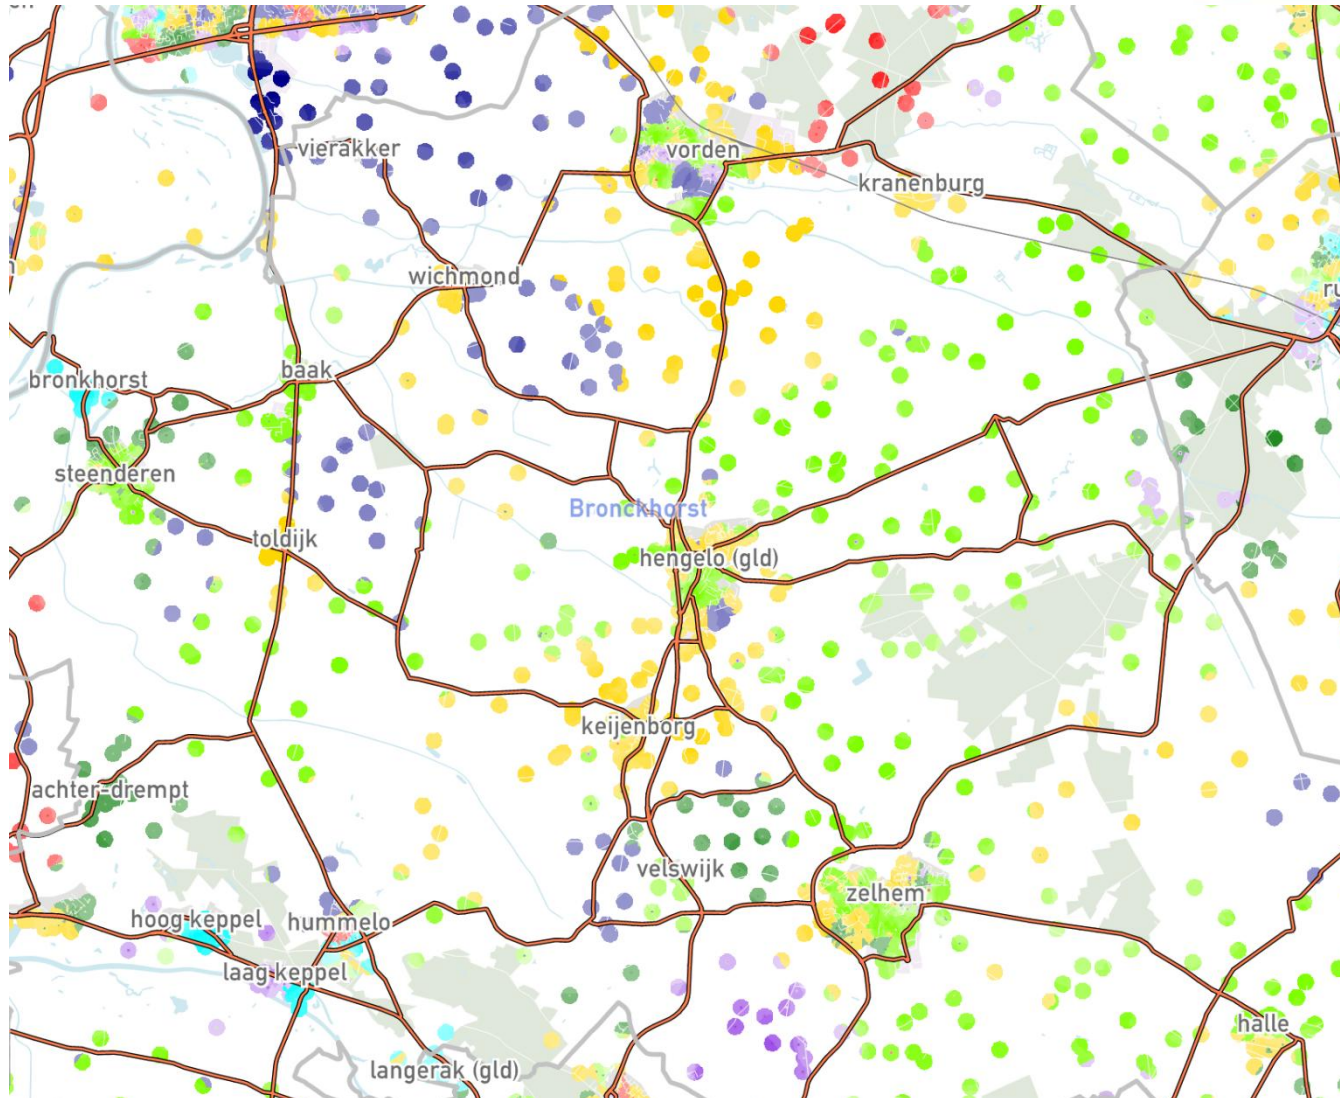 vierakker
vorden
kranenburg
wichmond
baak
bronkhorst
steenderen
Bronckhorst
toldijk
hengelo (gld)
keijenborg
achter-drempt
velswijk
zelhem
hoog-keppel
hummelo
laag keppel
halle
langerak (gld)